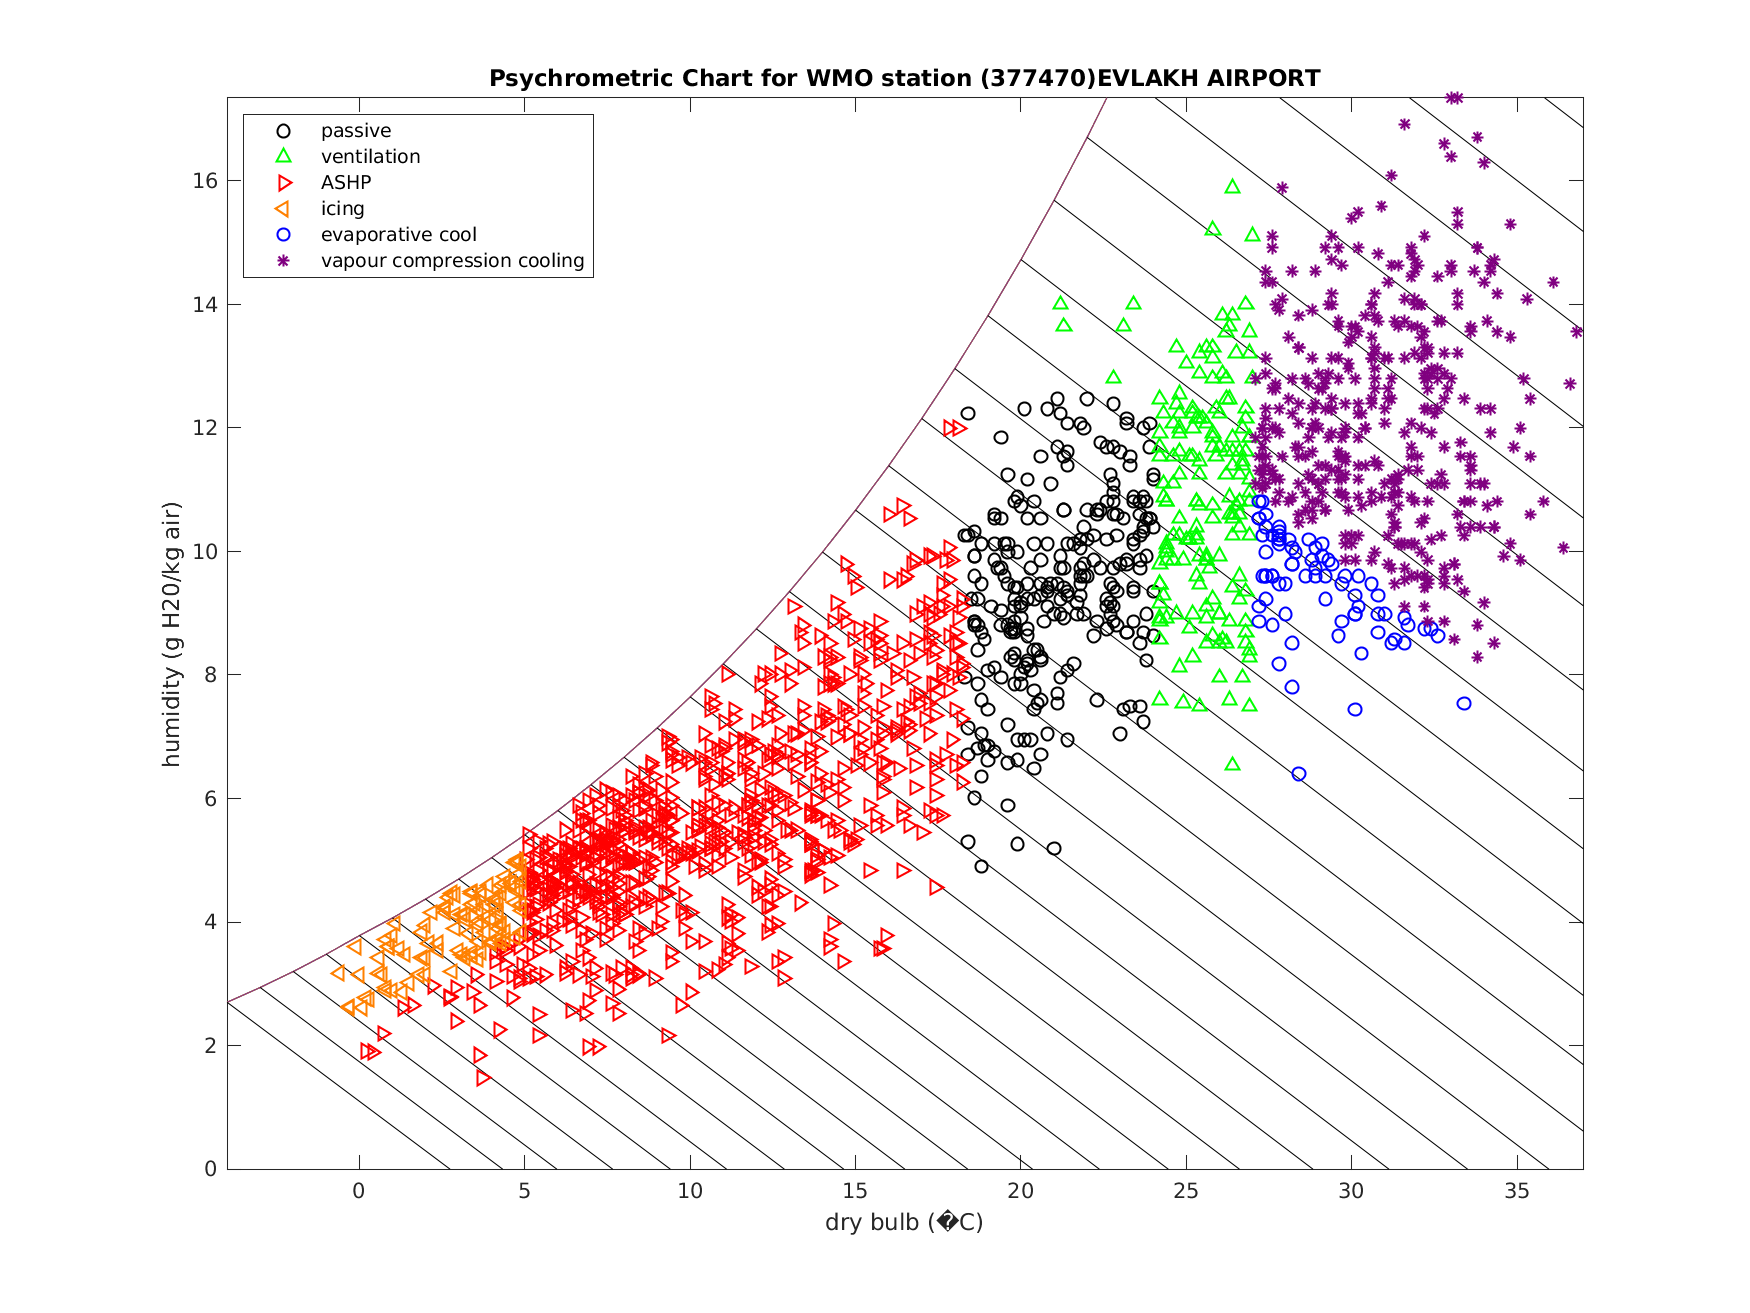 Psychrometric Chart for WMO station (377470)EVLAKH AIRPORT
passive
ventilation
ASHP
icing
evaporative cool
vapour compression cooling
humidity (g H20/kg air)
16
14
12
10
8
6
4
2
0
0 5 10 15 20 25 30 35
dry bulb (�C)